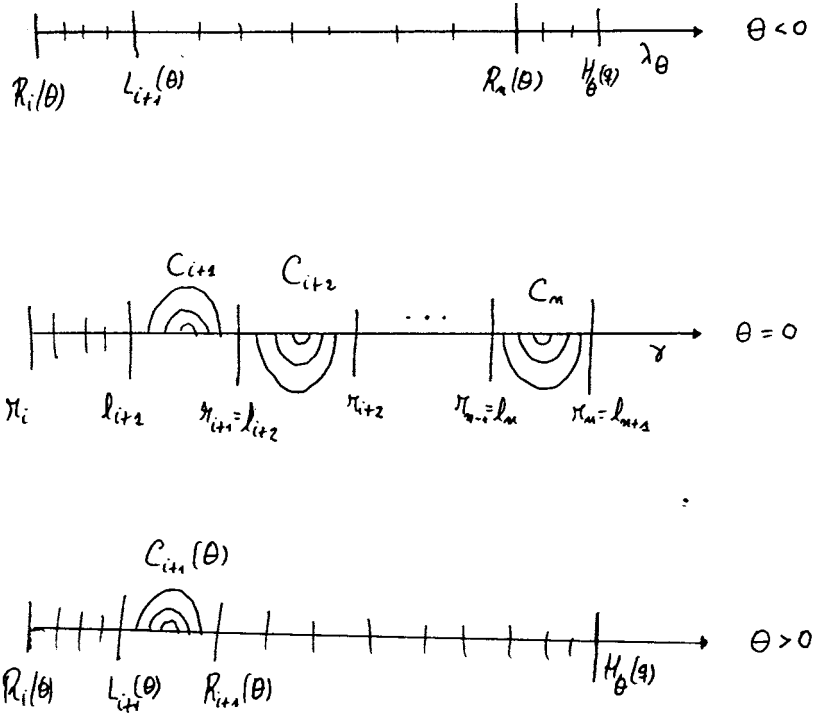 θ < 0
R_i(θ) L_{i+1}(θ) R_n(θ) H_θ(q) λ_θ
C_{i+1} C_{i+2} ... C_n
θ = 0
r_i l_{i+1} r_{i+1} = l_{i+2} r_{i+2} r_{n-1} = l_n r_n = l_{n+1} γ
C_{i+1}(θ)
θ > 0
R_i(θ) L_{i+1}(θ) R_{i+1}(θ) H_θ(q)